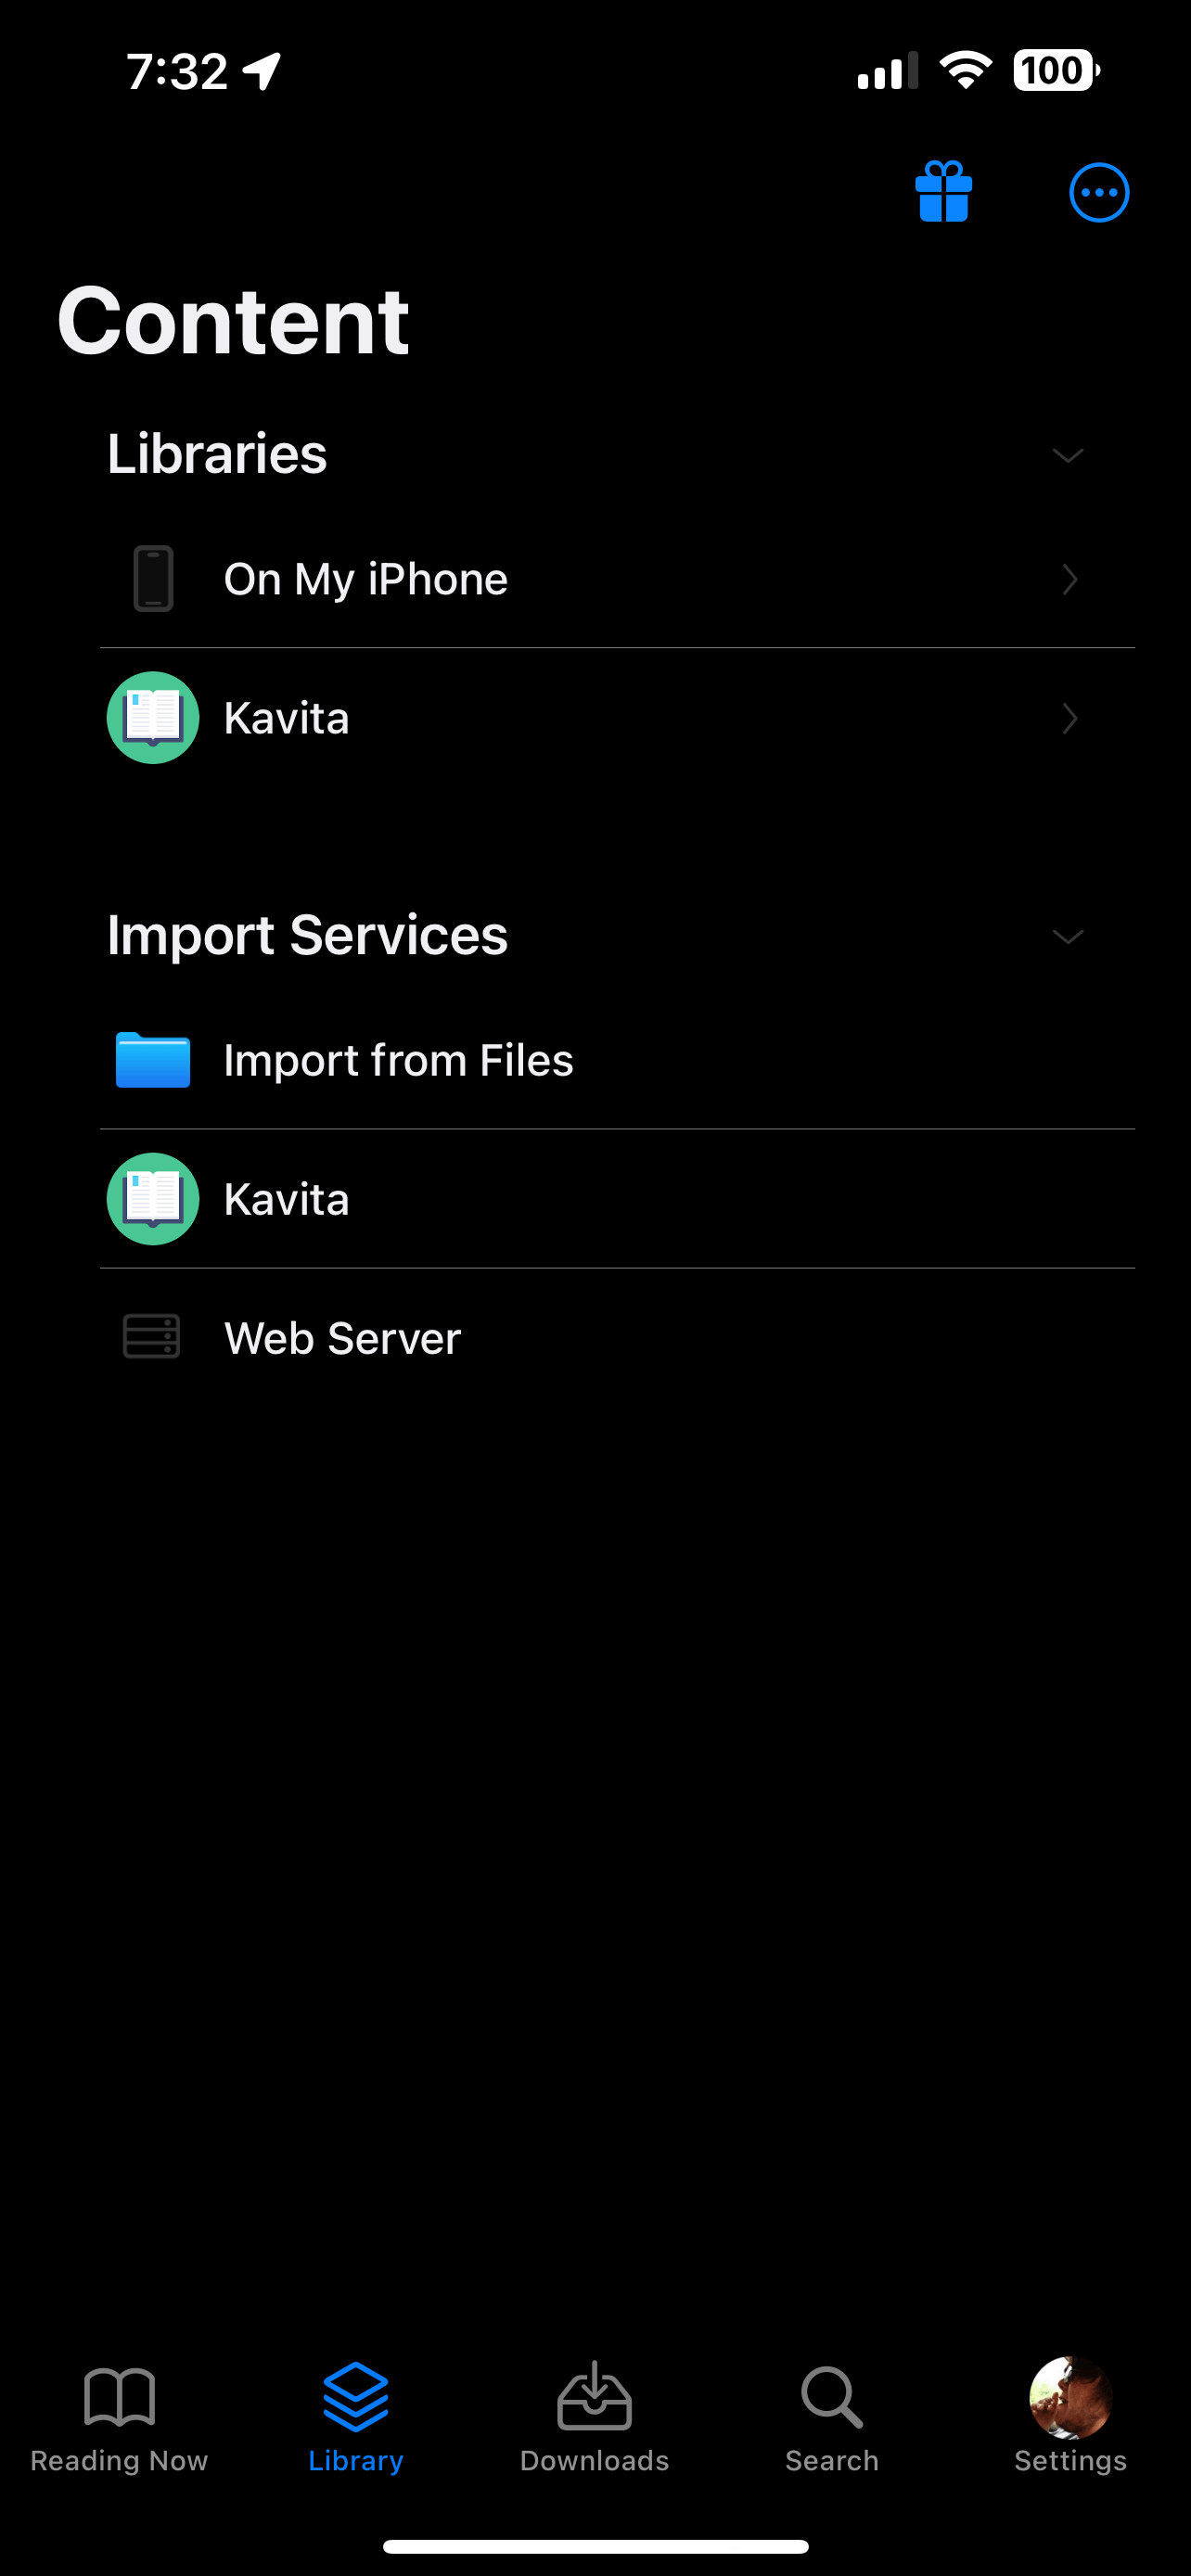 7:32
100
Content
Libraries
On My iPhone
Kavita
Import Services
Import from Files
Kavita
Web Server
Reading Now
Library
Downloads
Search
Settings